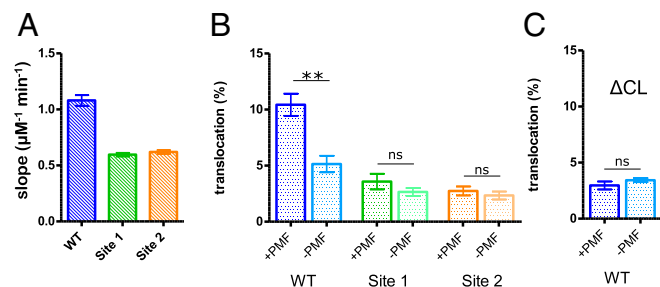 A
slope (µM⁻¹ min⁻¹)
1.5
1.0
0.5
0.0
WT
Site 1
Site 2
B
translocation (%)
15
10
5
0
**
ns
ns
+PMF
-PMF
+PMF
-PMF
+PMF
-PMF
WT
Site 1
Site 2
C
translocation (%)
15
10
5
0
ΔCL
ns
+PMF
-PMF
WT